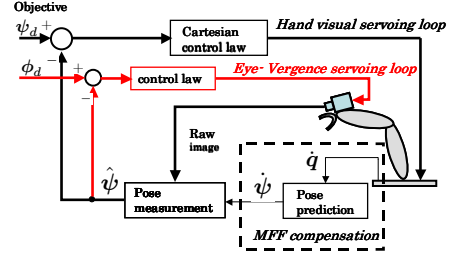 Objective
ψd +
−
Cartesian
control law
Hand visual servoing loop
ϕd +
−
control law
Eye- Vergence servoing loop
Raw
image
q̇
ψ̂
ψ̇
Pose
measurement
Pose
prediction
MFF compensation